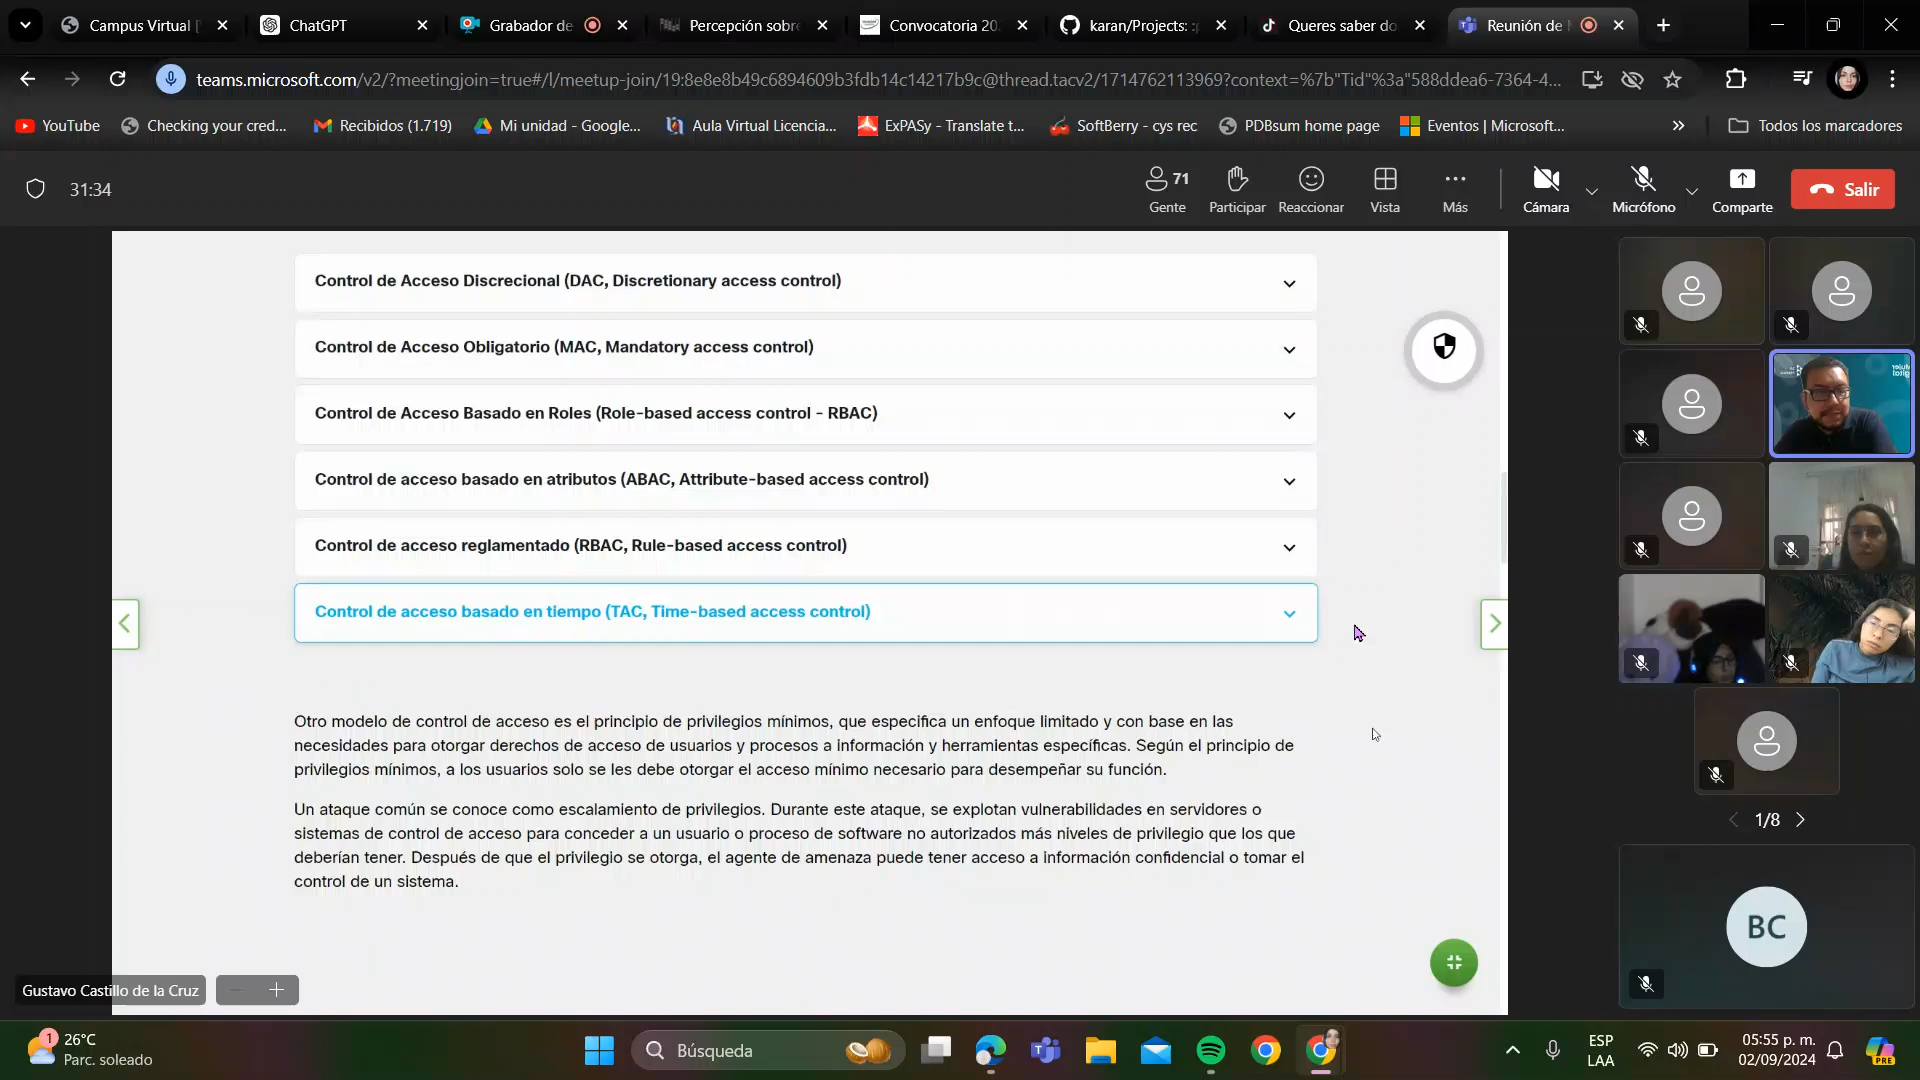 Campus Virtual [
ChatGPT
Grabador de
Percepción sobr
Convocatoria 20
karan/Projects: :p
Queres saber do
Reunión de
teams.microsoft.com/v2/?meetingjoin=true#/l/meetup-join/19:8e8e8b49c6894609b3fdb14c14217b9c@thread.tacv2/1714762113969?context=%7b"Tid"%3a"588ddea6-7364-4...
YouTube
Checking your cred...
Recibidos (1.719)
Mi unidad - Google...
Aula Virtual Licencia...
ExPASy - Translate t...
SoftBerry - cys rec
PDBsum home page
Eventos | Microsoft...
»
Todos los marcadores
31:34
71
Gente
Participar
Reaccionar
Vista
Más
Cámara
Micrófono
Comparte
Salir
Control de Acceso Discrecional (DAC, Discretionary access control)
Control de Acceso Obligatorio (MAC, Mandatory access control)
Control de Acceso Basado en Roles (Role-based access control - RBAC)
Control de acceso basado en atributos (ABAC, Attribute-based access control)
Control de acceso reglamentado (RBAC, Rule-based access control)
Control de acceso basado en tiempo (TAC, Time-based access control)
Otro modelo de control de acceso es el principio de privilegios mínimos, que especifica un enfoque limitado y con base en las
necesidades para otorgar derechos de acceso de usuarios y procesos a información y herramientas específicas. Según el principio de
privilegios mínimos, a los usuarios solo se les debe otorgar el acceso mínimo necesario para desempeñar su función.
Un ataque común se conoce como escalamiento de privilegios. Durante este ataque, se explotan vulnerabilidades en servidores o
sistemas de control de acceso para conceder a un usuario o proceso de software no autorizados más niveles de privilegio que los que
deberían tener. Después de que el privilegio se otorga, el agente de amenaza puede tener acceso a información confidencial o tomar el
control de un sistema.
1/8
BC
Gustavo Castillo de la Cruz
1
26°C
Parc. soleado
Búsqueda
ESP
LAA
05:55 p. m.
02/09/2024
PRE